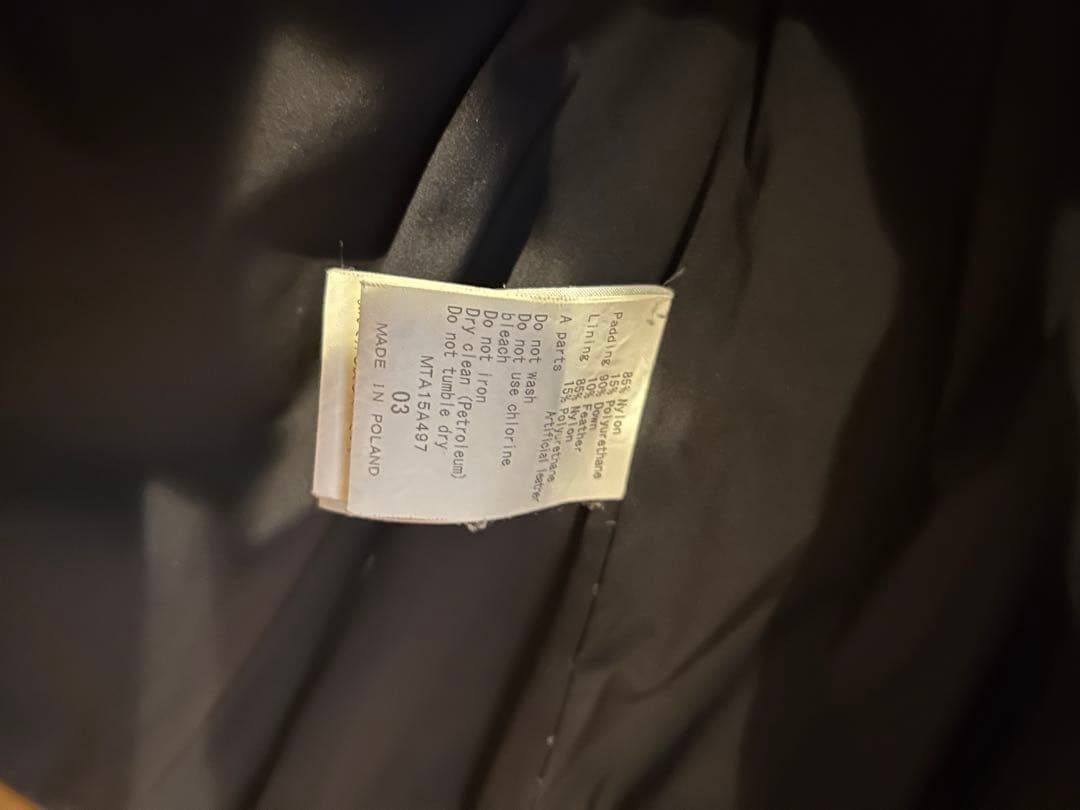 85% Nylon
15% Polyurethane
Padding 90% Down
10% Feather
Lining 85% Nylon
15% Polyurethane
A parts Artificial leather
Do not wash
Do not use chlorine
bleach
Do not iron
Dry clean (Petroleum)
Do not tumble dry
MTA15A497
03
MADE IN POLAND